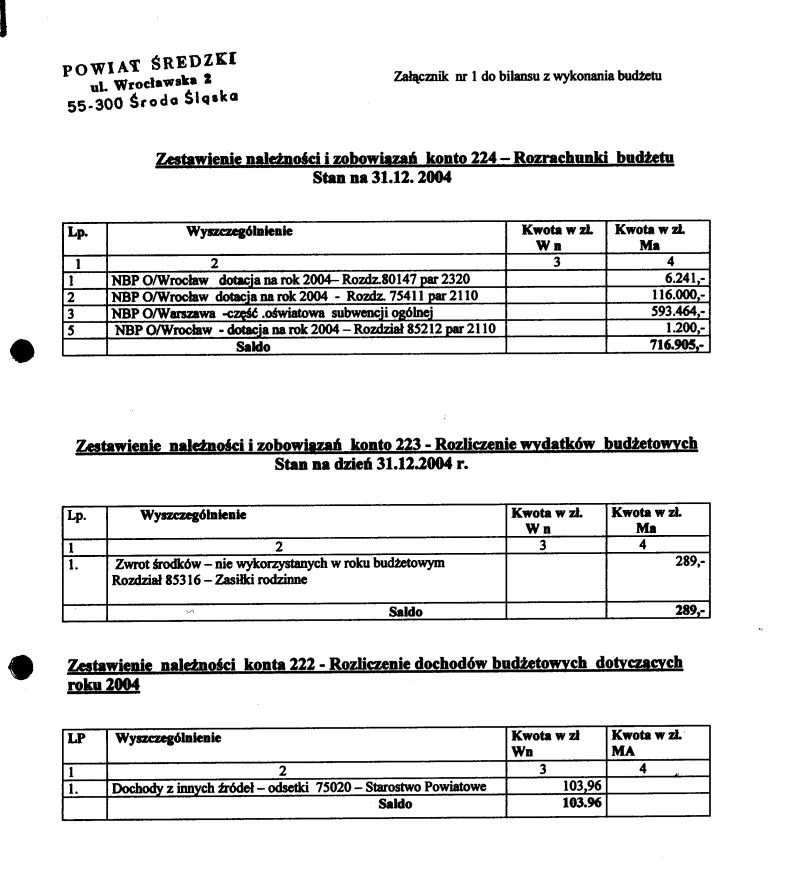 POWIAT ŚREDZKI
ul. Wrocławska 2
55-300 Środa Śląska
Załącznik nr 1 do bilansu z wykonania budżetu
Zestawienie należności i zobowiązań konto 224 – Rozrachunki budżetu
Stan na 31.12. 2004
Lp. Wyszczególnienie Kwota w zł. Kwota w zł.
W n Ma
1 2 3 4
1 NBP O/Wrocław dotacja na rok 2004– Rozdz.80147 par 2320 6.241,-
2 NBP O/Wrocław dotacja na rok 2004 - Rozdz. 75411 par 2110 116.000,-
3 NBP O/Warszawa -część .oświatowa subwencji ogólnej 593.464,-
5 NBP O/Wrocław - dotacja na rok 2004 – Rozdział 85212 par 2110 1.200,-
Saldo 716.905,-
Zestawienie należności i zobowiązań konto 223 - Rozliczenie wydatków budżetowych
Stan na dzień 31.12.2004 r.
Lp. Wyszczególnienie Kwota w zł. Kwota w zł.
W n Ma
1 2 3 4
1. Zwrot środków – nie wykorzystanych w roku budżetowym 289,-
Rozdział 85316 – Zasiłki rodzinne
Saldo 289,-
Zestawienie należności konta 222 - Rozliczenie dochodów budżetowych dotyczących
roku 2004
LP Wyszczególnienie Kwota w zł Kwota w zł.
Wn MA
1 2 3 4
1. Dochody z innych źródeł – odsetki 75020 – Starostwo Powiatowe 103,96
Saldo 103.96